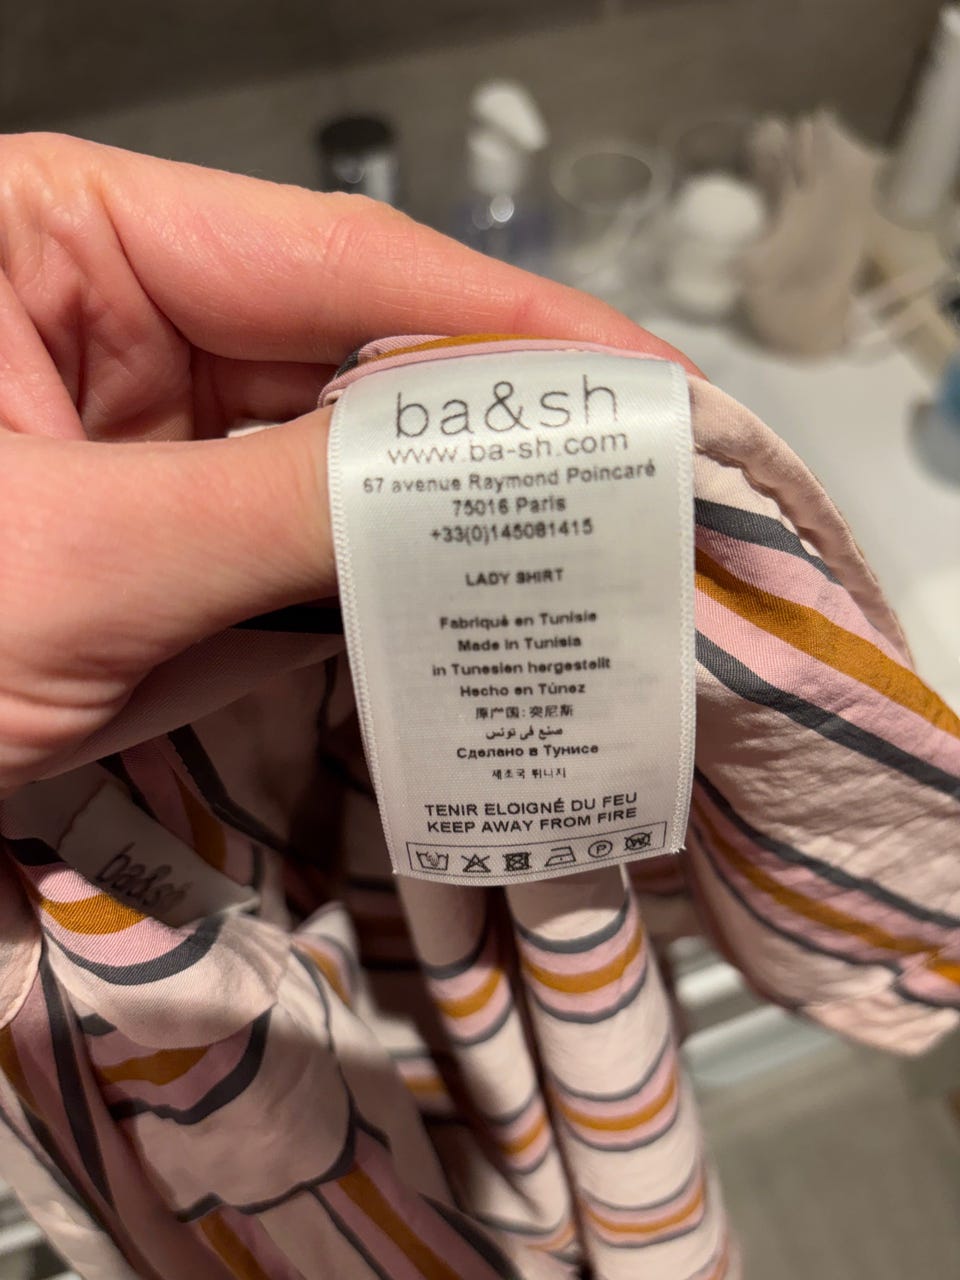 ba&sh
www.ba-sh.com
67 avenue Raymond Poincaré
75016 Paris
+33(0)145081415
LADY SHIRT
Fabriqué en Tunisie
Made in Tunisia
in Tunesien hergestellt
Hecho en Túnez
原产国: 突尼斯
صنع في تونس
Сделано в Тунисе
제조국 튀니지
TENIR ELOIGNÉ DU FEU
KEEP AWAY FROM FIRE
P
W
ba&sh